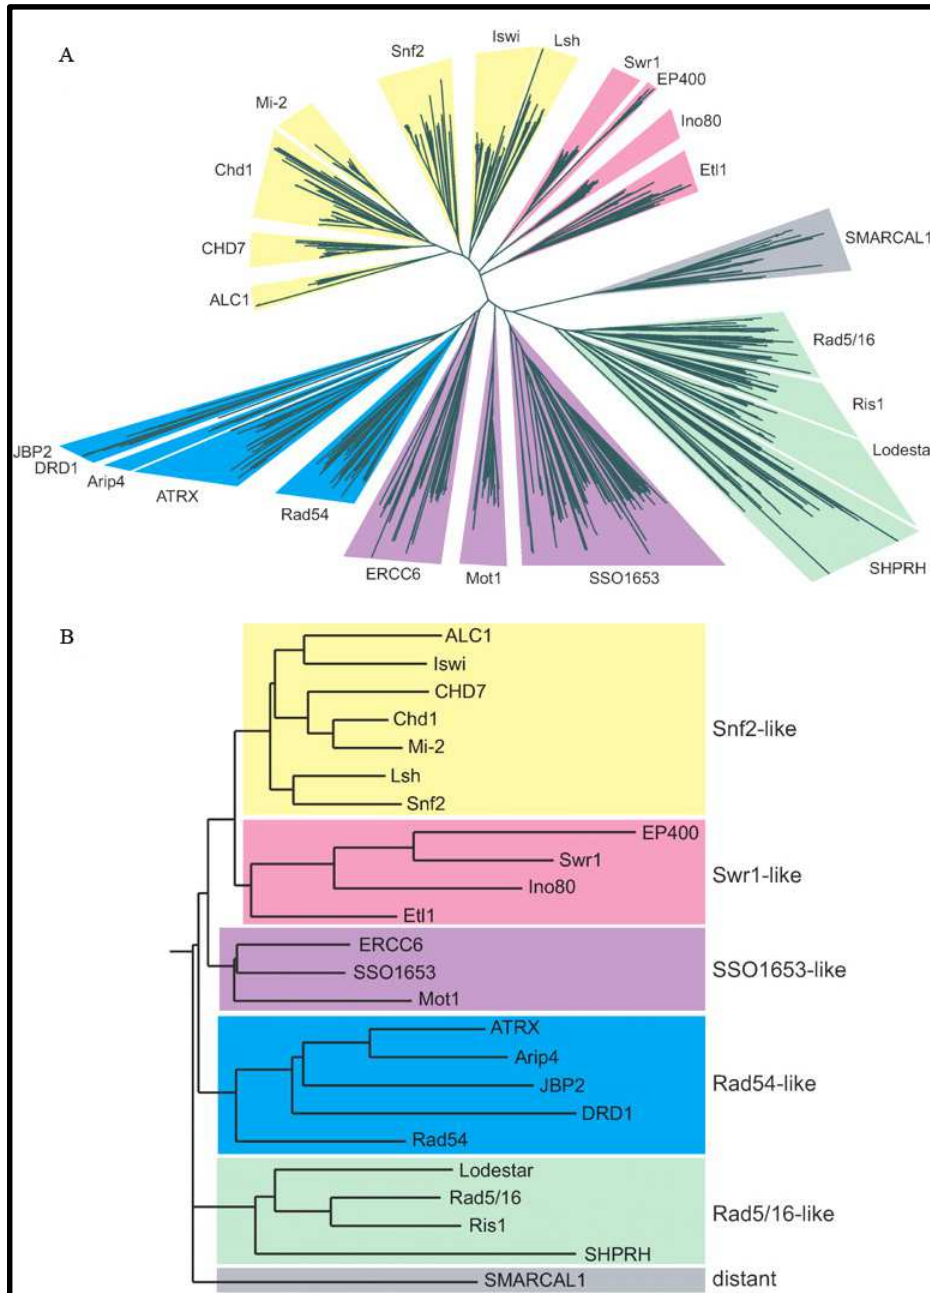 A
Snf2
Iswi
Lsh
Swr1
EP400
Mi-2
Ino80
Chd1
Etl1
CHD7
SMARCAL1
ALC1
Rad5/16
Ris1
Lodestar
JBP2
DRD1
Arip4
ATRX
Rad54
ERCC6
Mot1
SSO1653
SHPRH
B
ALC1
Iswi
CHD7
Chd1
Mi-2
Lsh
Snf2
Snf2-like
EP400
Swr1
Ino80
Etl1
Swr1-like
ERCC6
SSO1653
Mot1
SSO1653-like
ATRX
Arip4
JBP2
DRD1
Rad54
Rad54-like
Lodestar
Rad5/16
Ris1
SHPRH
Rad5/16-like
SMARCAL1
distant